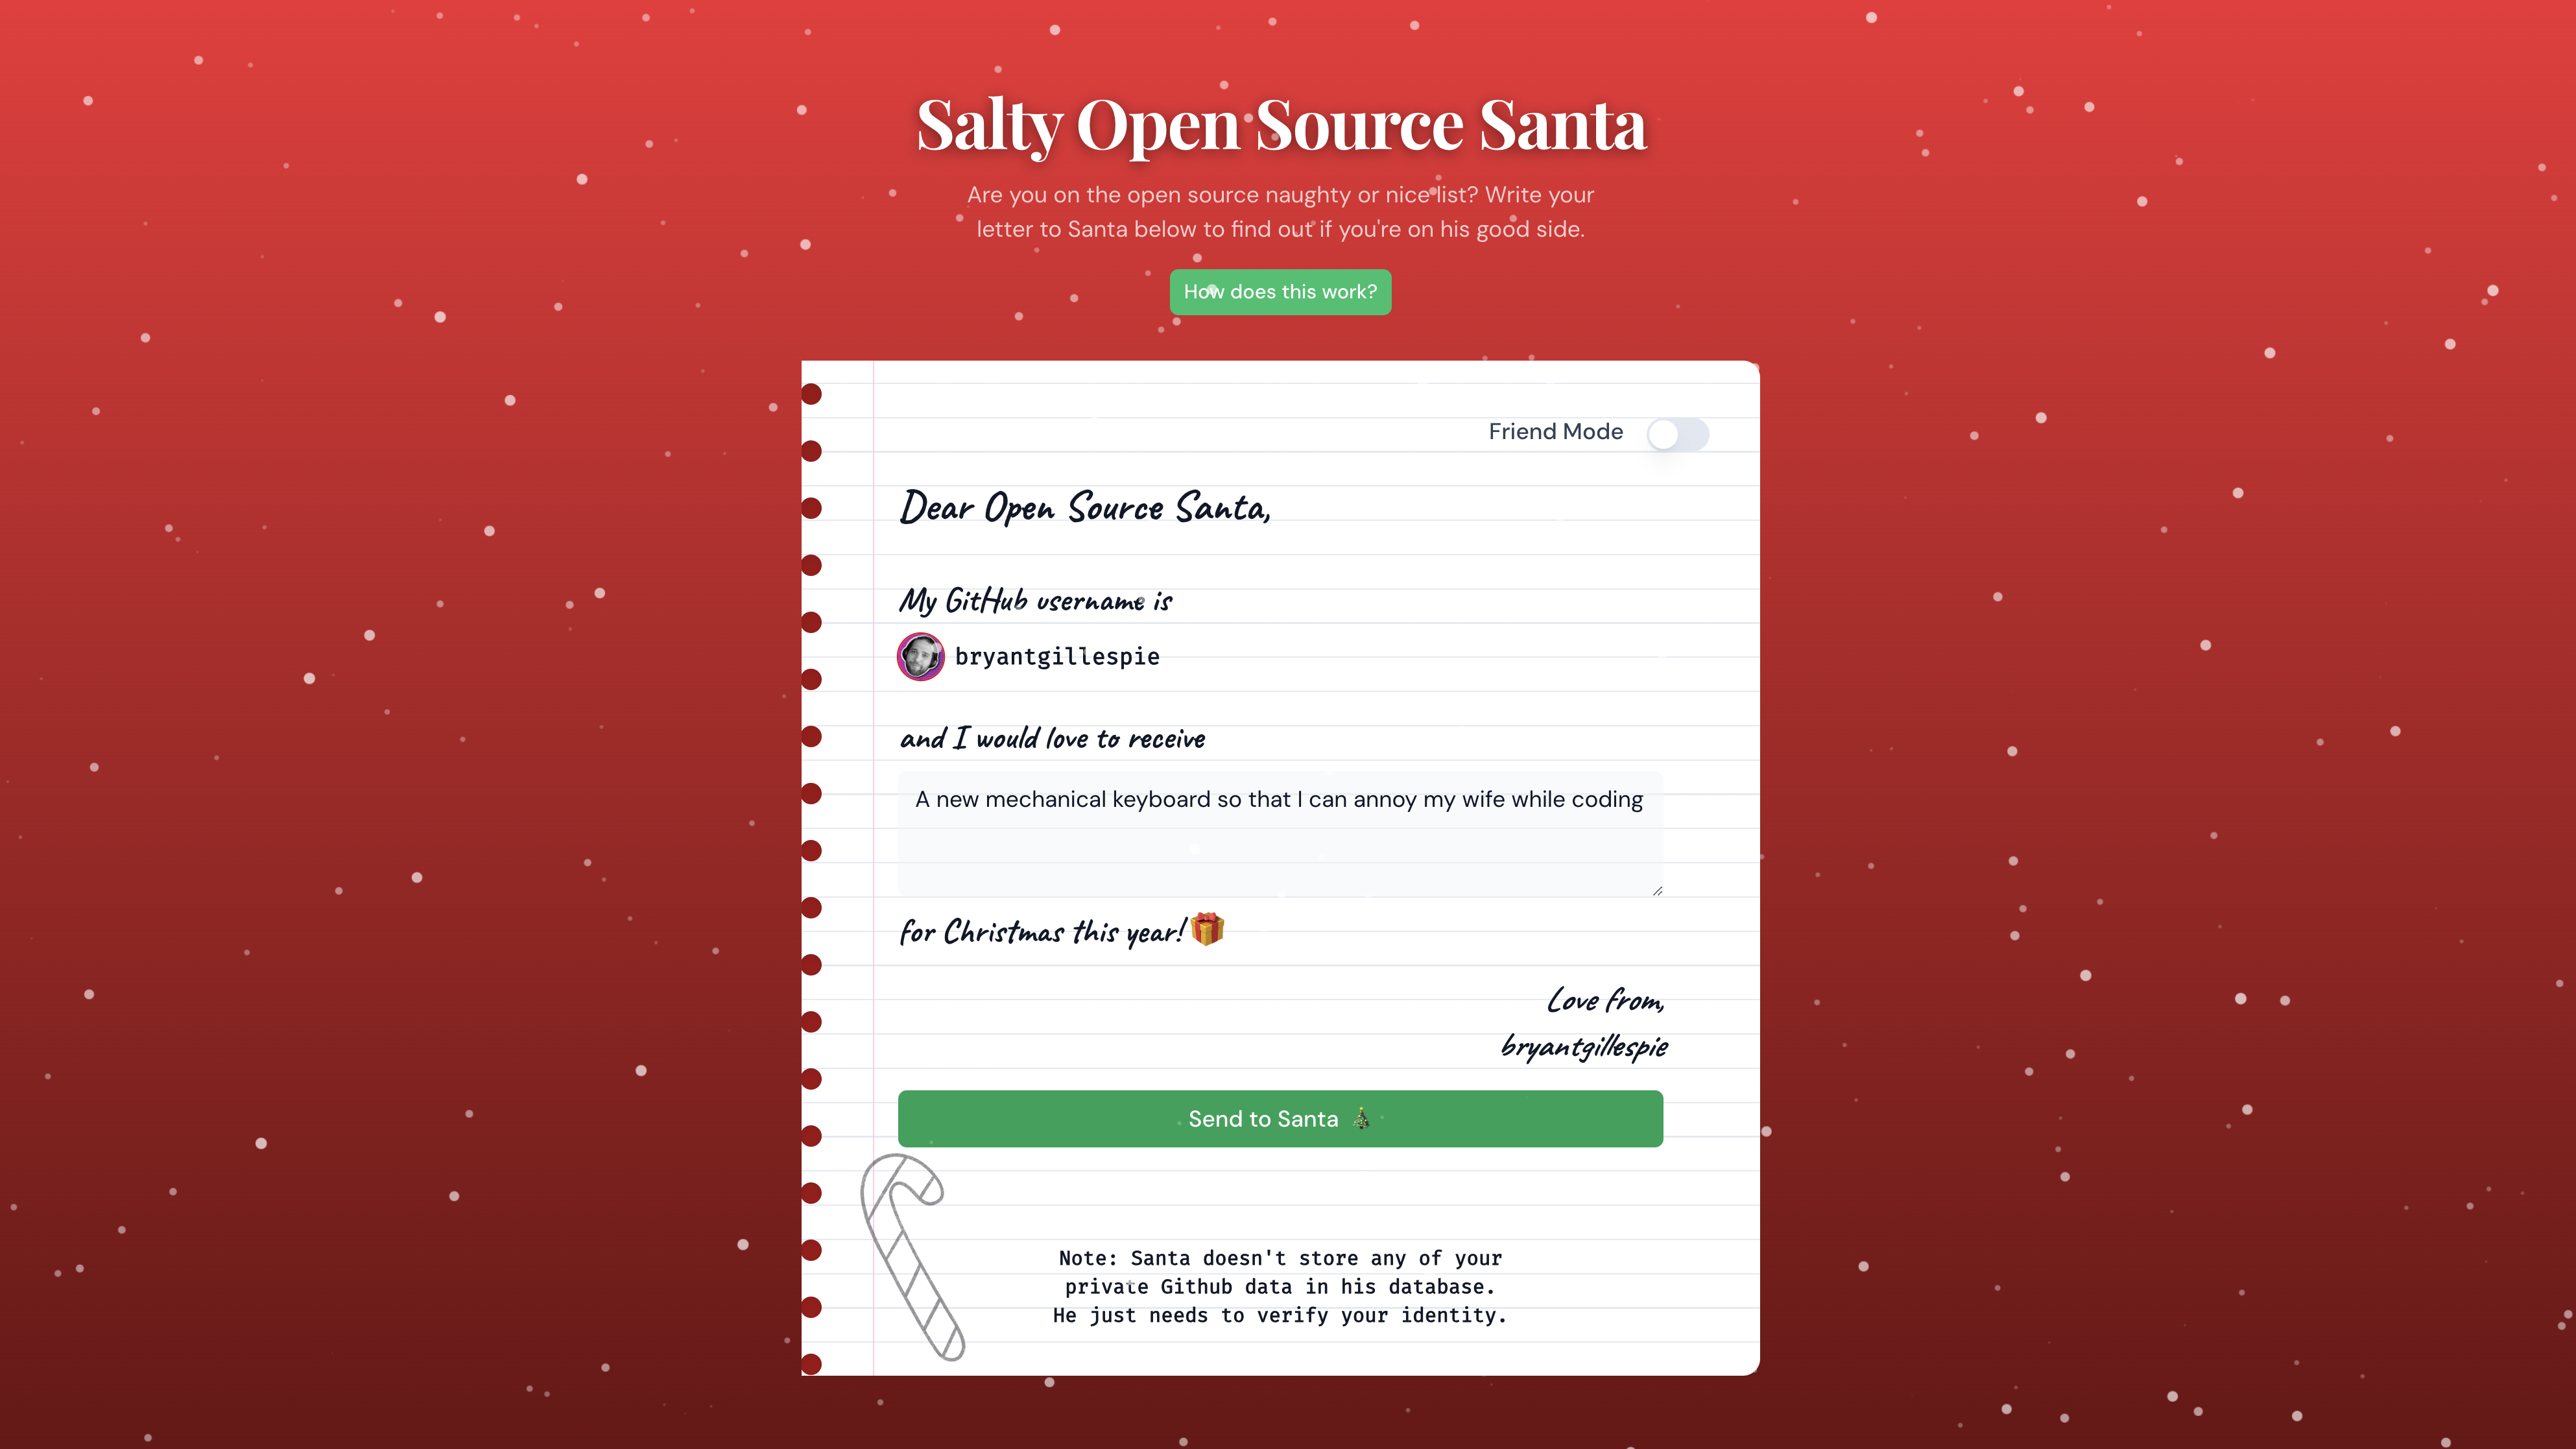 Salty Open Source Santa
Are you on the open source naughty or nice list? Write your
letter to Santa below to find out if you're on his good side.
How does this work?
Friend Mode
Dear Open Source Santa,
My GitHub username is
bryantgillespie
and I would love to receive
A new mechanical keyboard so that I can annoy my wife while coding
for Christmas this year!🎁
Love from,
bryantgillespie
Send to Santa 🎄
Note: Santa doesn't store any of your
private Github data in his database.
He just needs to verify your identity.